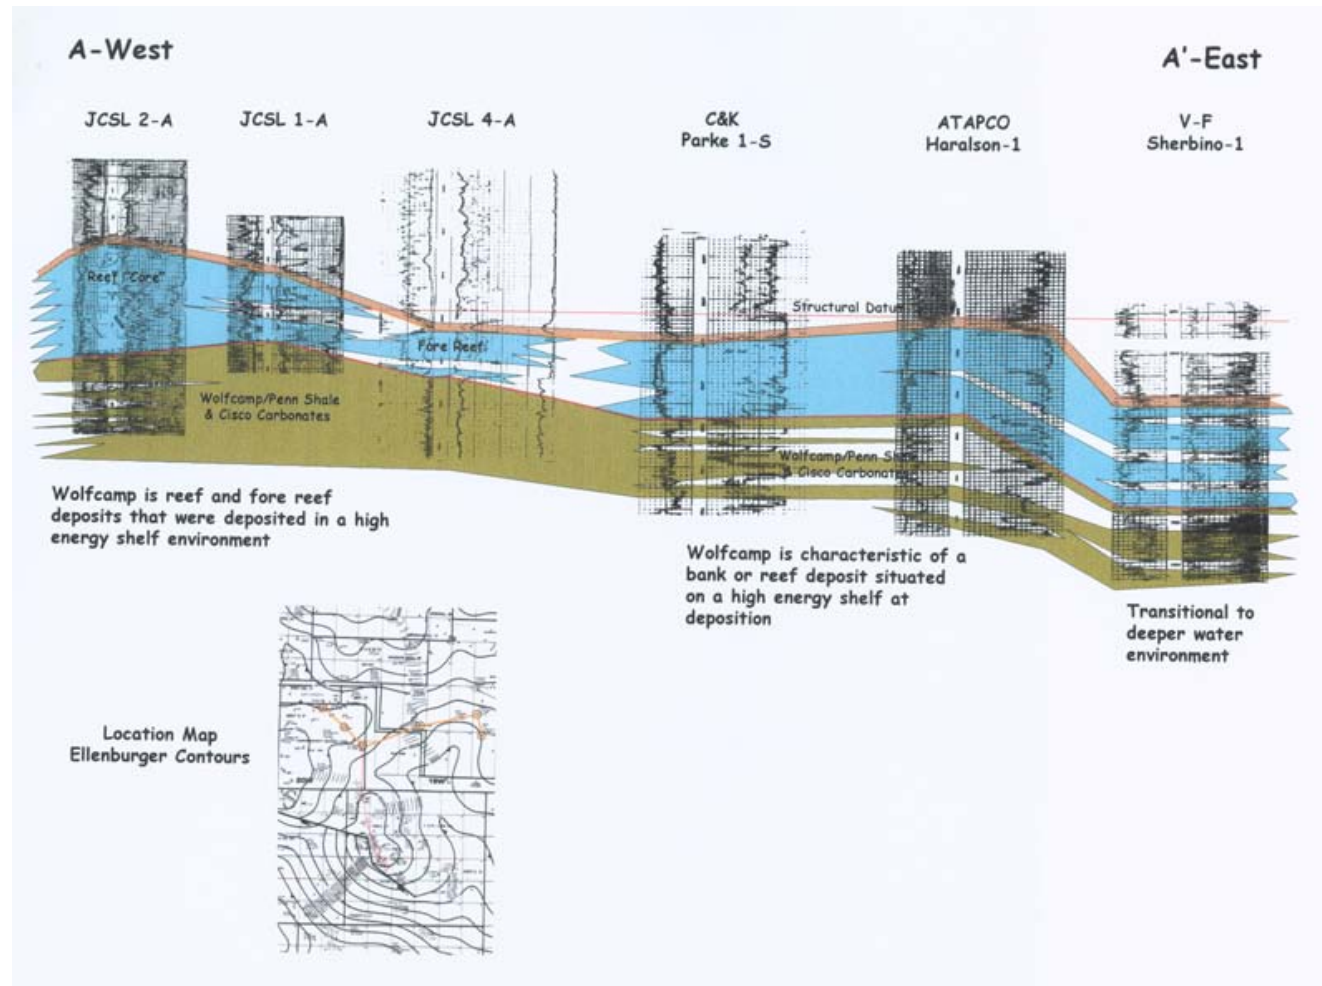 A-West
A'-East
JCSL 2-A
JCSL 1-A
JCSL 4-A
C&K
Parke 1-S
ATAPCO
Haralson-1
V-F
Sherbino-1
Reef "Core"
Structural Datum
Fore Reef
Wolfcamp/Penn Shale
& Cisco Carbonates
Wolfcamp/Penn Shale
& Cisco Carbonates
Wolfcamp is reef and fore reef
deposits that were deposited in a high
energy shelf environment
Wolfcamp is characteristic of a
bank or reef deposit situated
on a high energy shelf at
deposition
Transitional to
deeper water
environment
Location Map
Ellenburger Contours